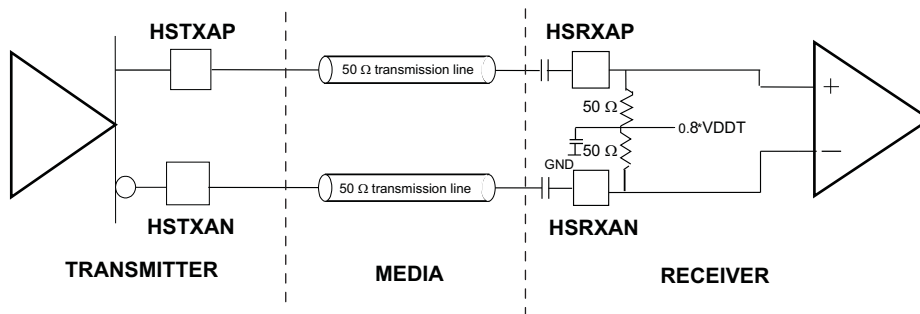 HSTXAP
HSRXAP
50 Ω transmission line
50 Ω
+
0.8*VDDT
50 Ω
GND
50 Ω transmission line
−
HSTXAN
HSRXAN
TRANSMITTER
MEDIA
RECEIVER